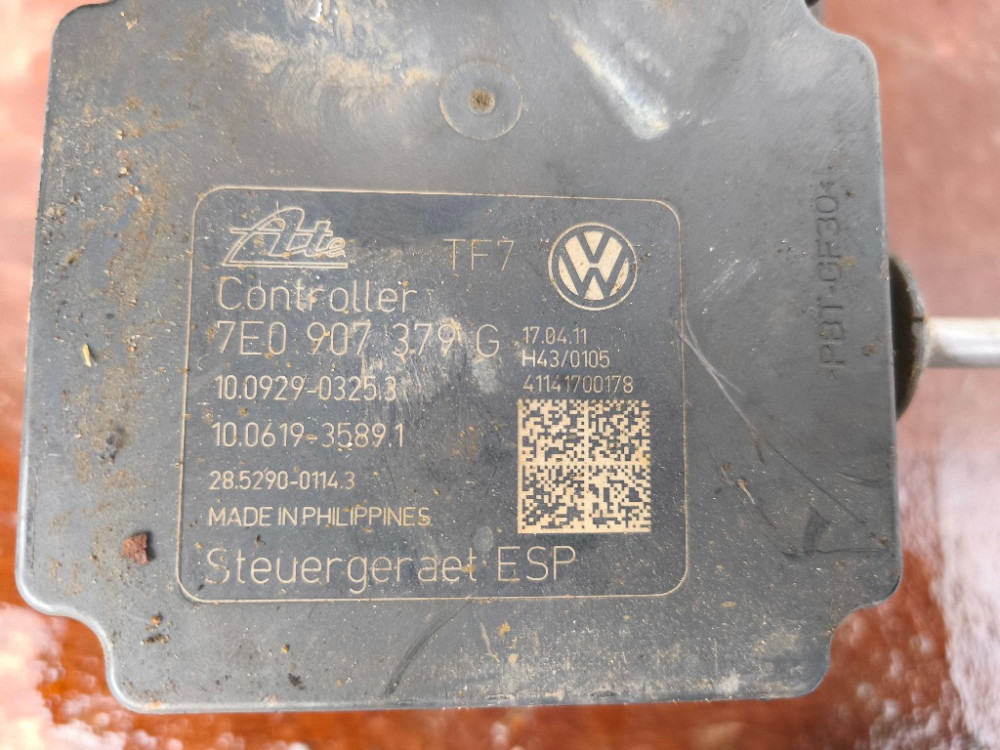 Ate TF7 VW
Controller
7E0 907 379 G
17.04.11
H43/0105
41141700178
10.0929-0325.3
10.0619-3589.1
28.5290-0114.3
MADE IN PHILIPPINES
Steuergeraet ESP
PBT-GF30